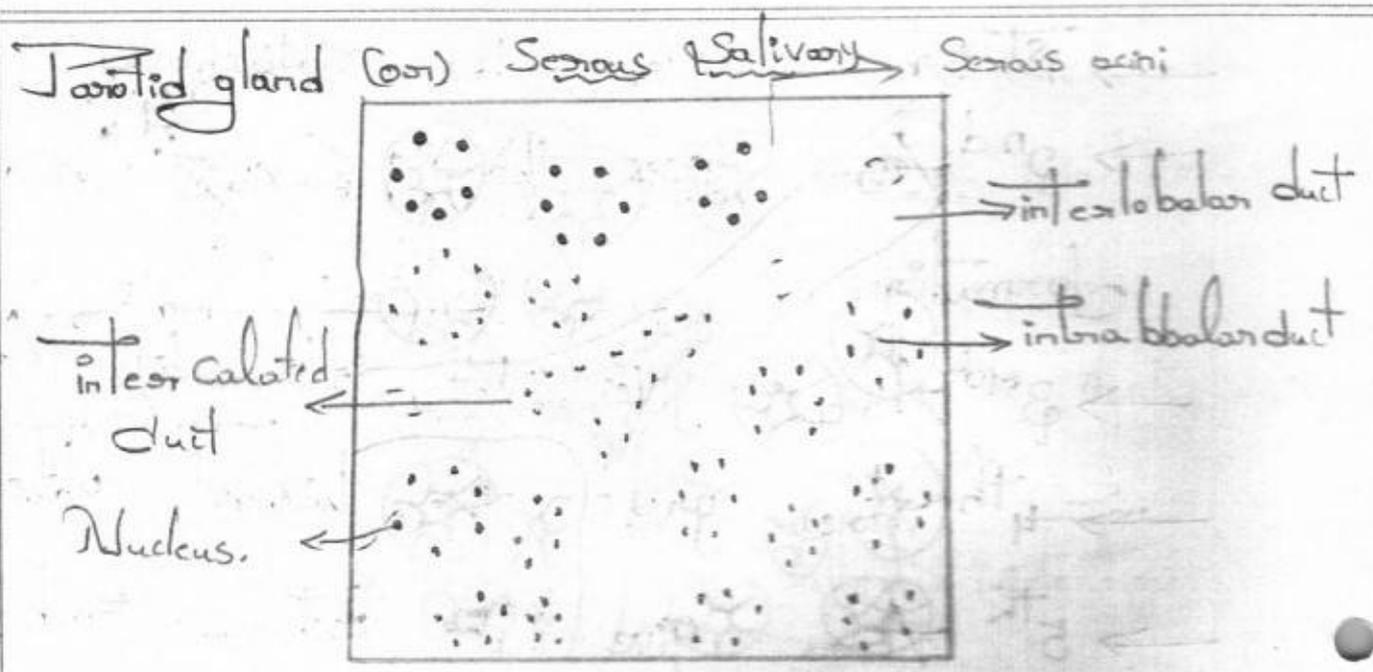 Parotid gland (or) Serous Salivary
Serous acini
interlobular duct
intralobular duct
intercalated
duct
Nucleus.